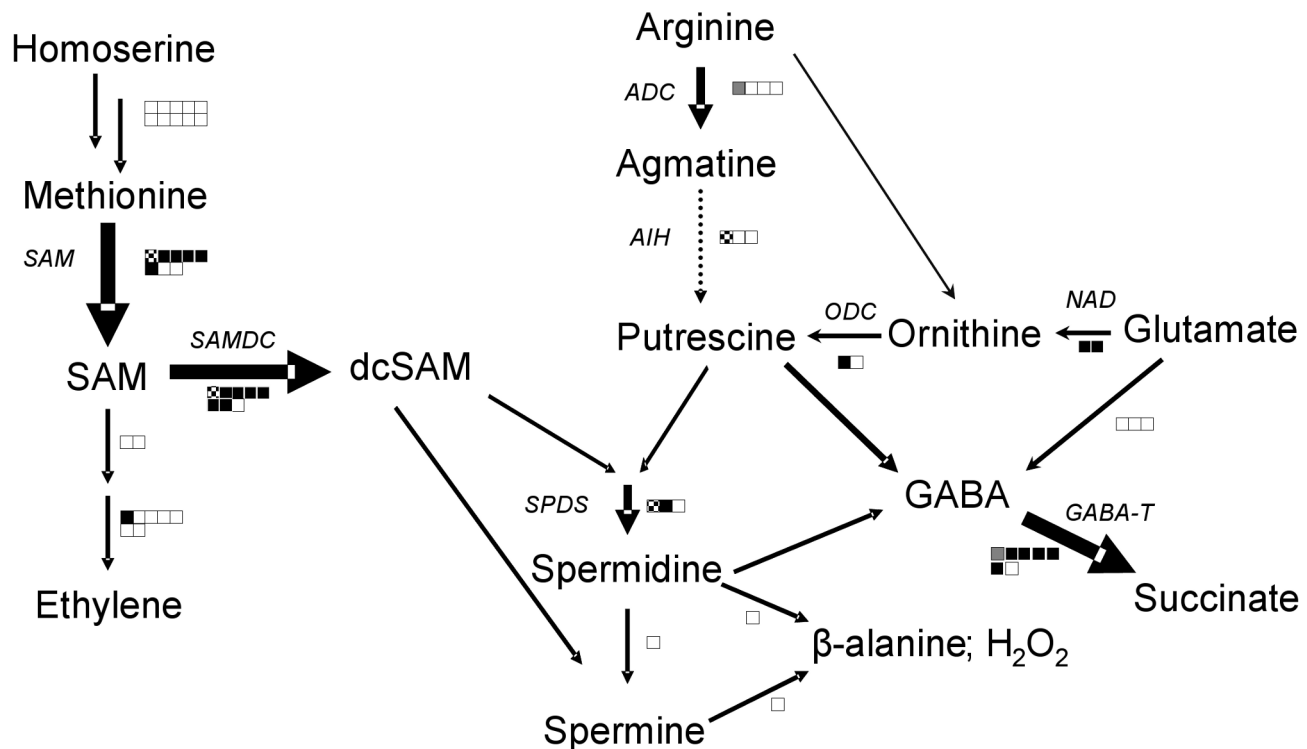 Homoserine
Arginine
ADC
Agmatine
Methionine
SAM
AIH
SAMDC
SAM
dcSAM
Putrescine
ODC
Ornithine
NAD
Glutamate
SPDS
GABA
GABA-T
Spermidine
Succinate
Ethylene
β-alanine; H₂O₂
Spermine